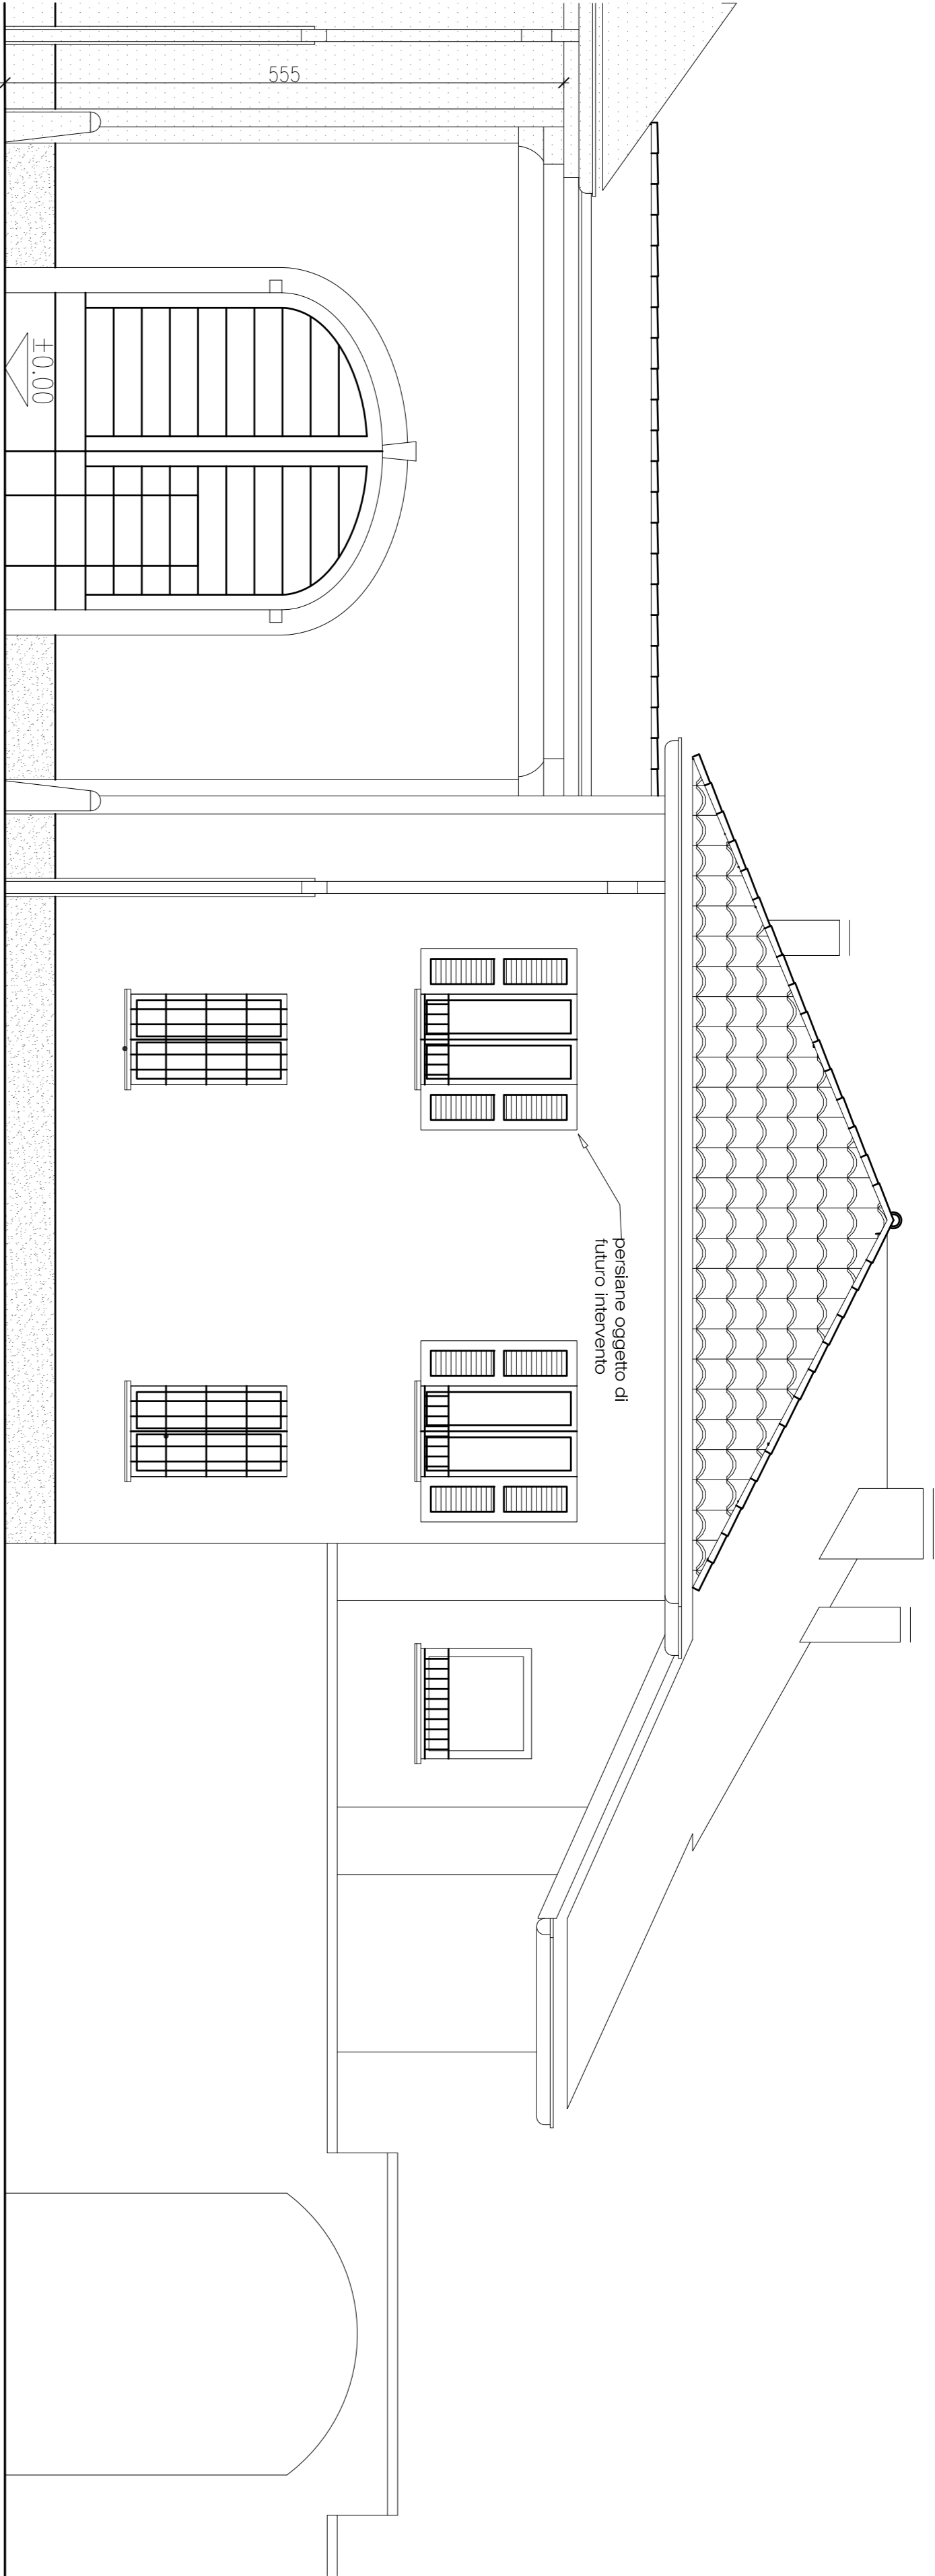 555
±0.00
persiane oggetto di
futuro intervento